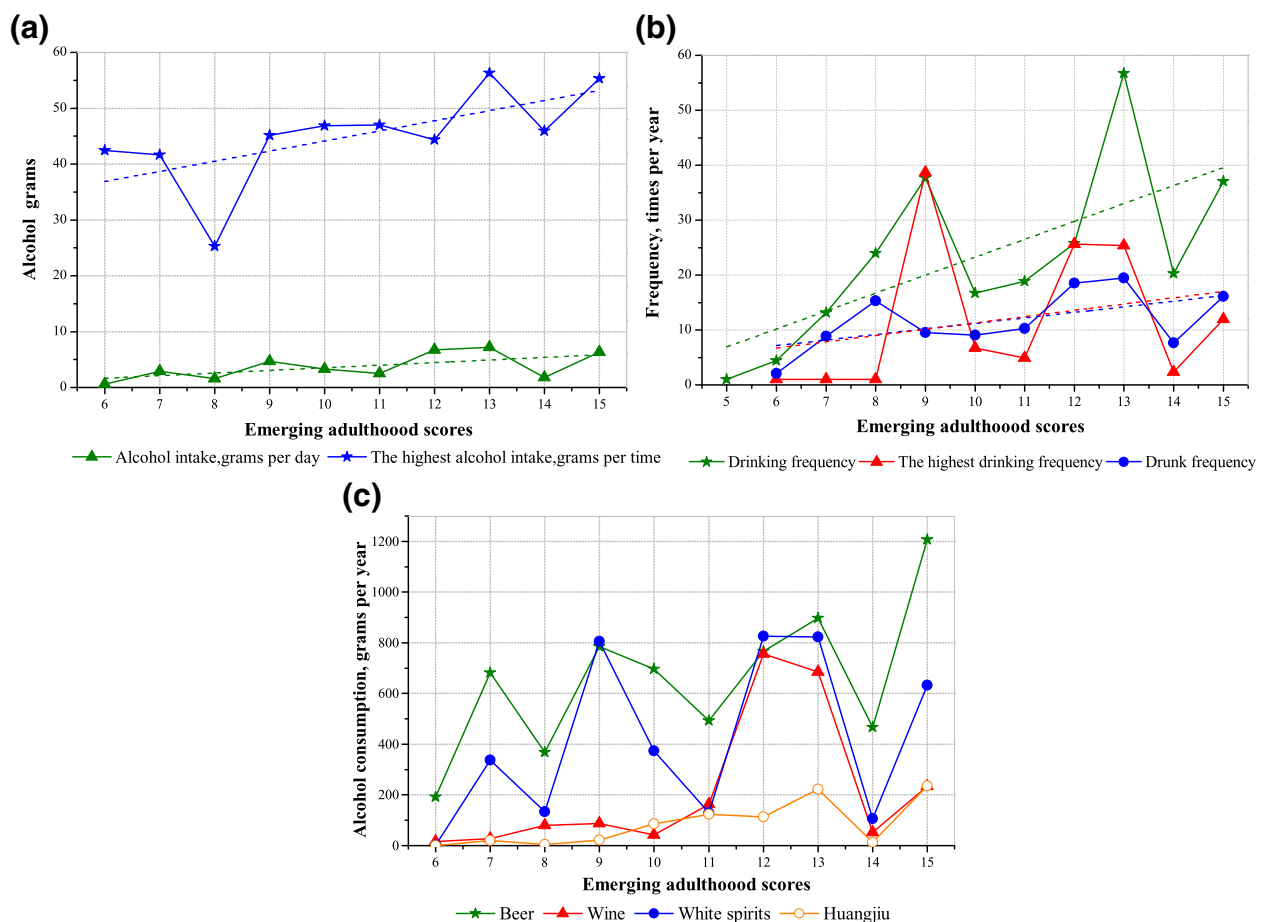 (a)
60
50
40
30
20
10
0
Alcohol grams
6 7 8 9 10 11 12 13 14 15
Emerging adulthoood scores
Alcohol intake,grams per day The highest alcohol intake,grams per time
(b)
60
50
40
30
20
10
0
Frequency, times per year
5 6 7 8 9 10 11 12 13 14 15
Emerging adulthoood scores
Drinking frequency The highest drinking frequency Drunk frequency
(c)
1200
1000
800
600
400
200
0
Alcohol consumption, grams per year
6 7 8 9 10 11 12 13 14 15
Emerging adulthoood scores
Beer Wine White spirits Huangjiu